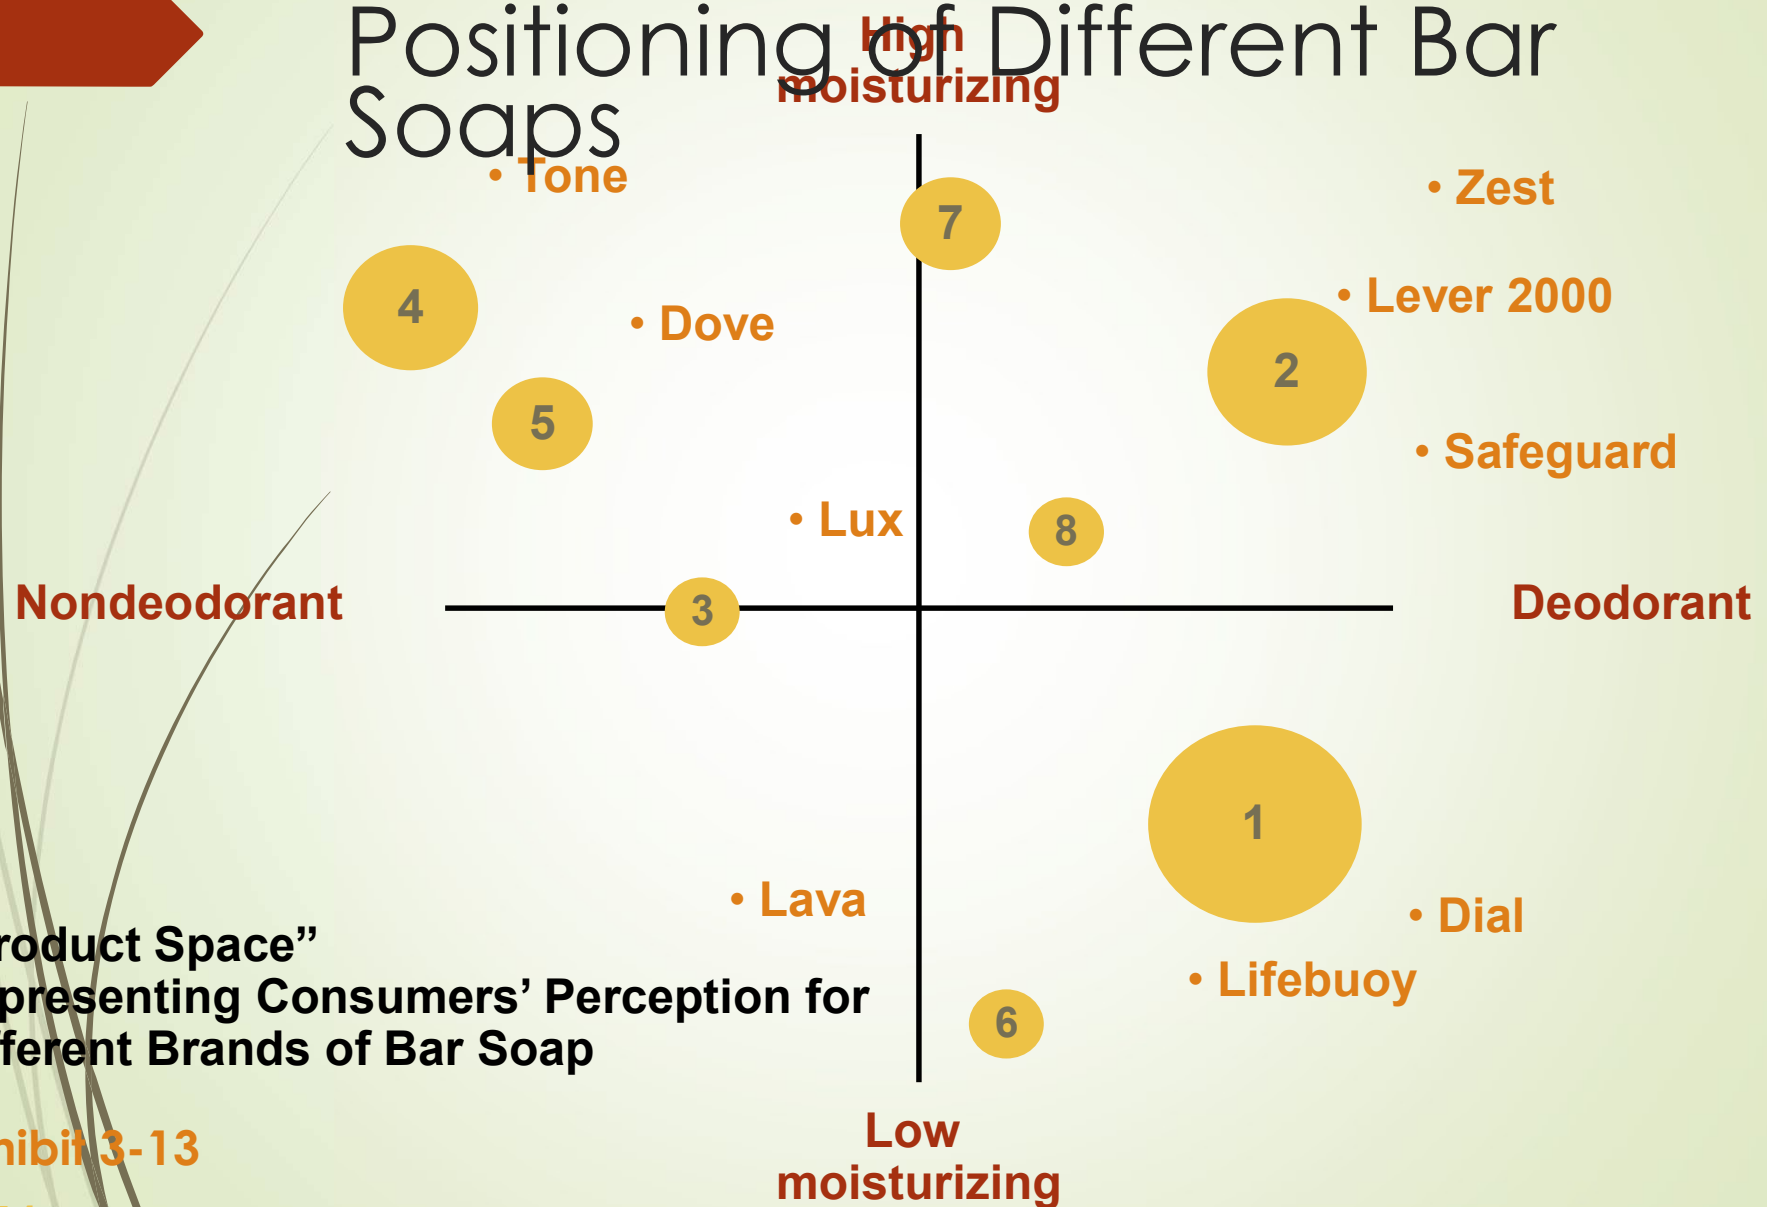 Positioning of Different Bar
Soaps
High
moisturizing
• Tone
• Zest
7
4
• Lever 2000
• Dove
2
5
• Safeguard
• Lux
8
Nondeodorant
3
Deodorant
1
• Lava
• Dial
roduct Space”
presenting Consumers’ Perception for
fferent Brands of Bar Soap
• Lifebuoy
6
Low
moisturizing
hibit 3-13